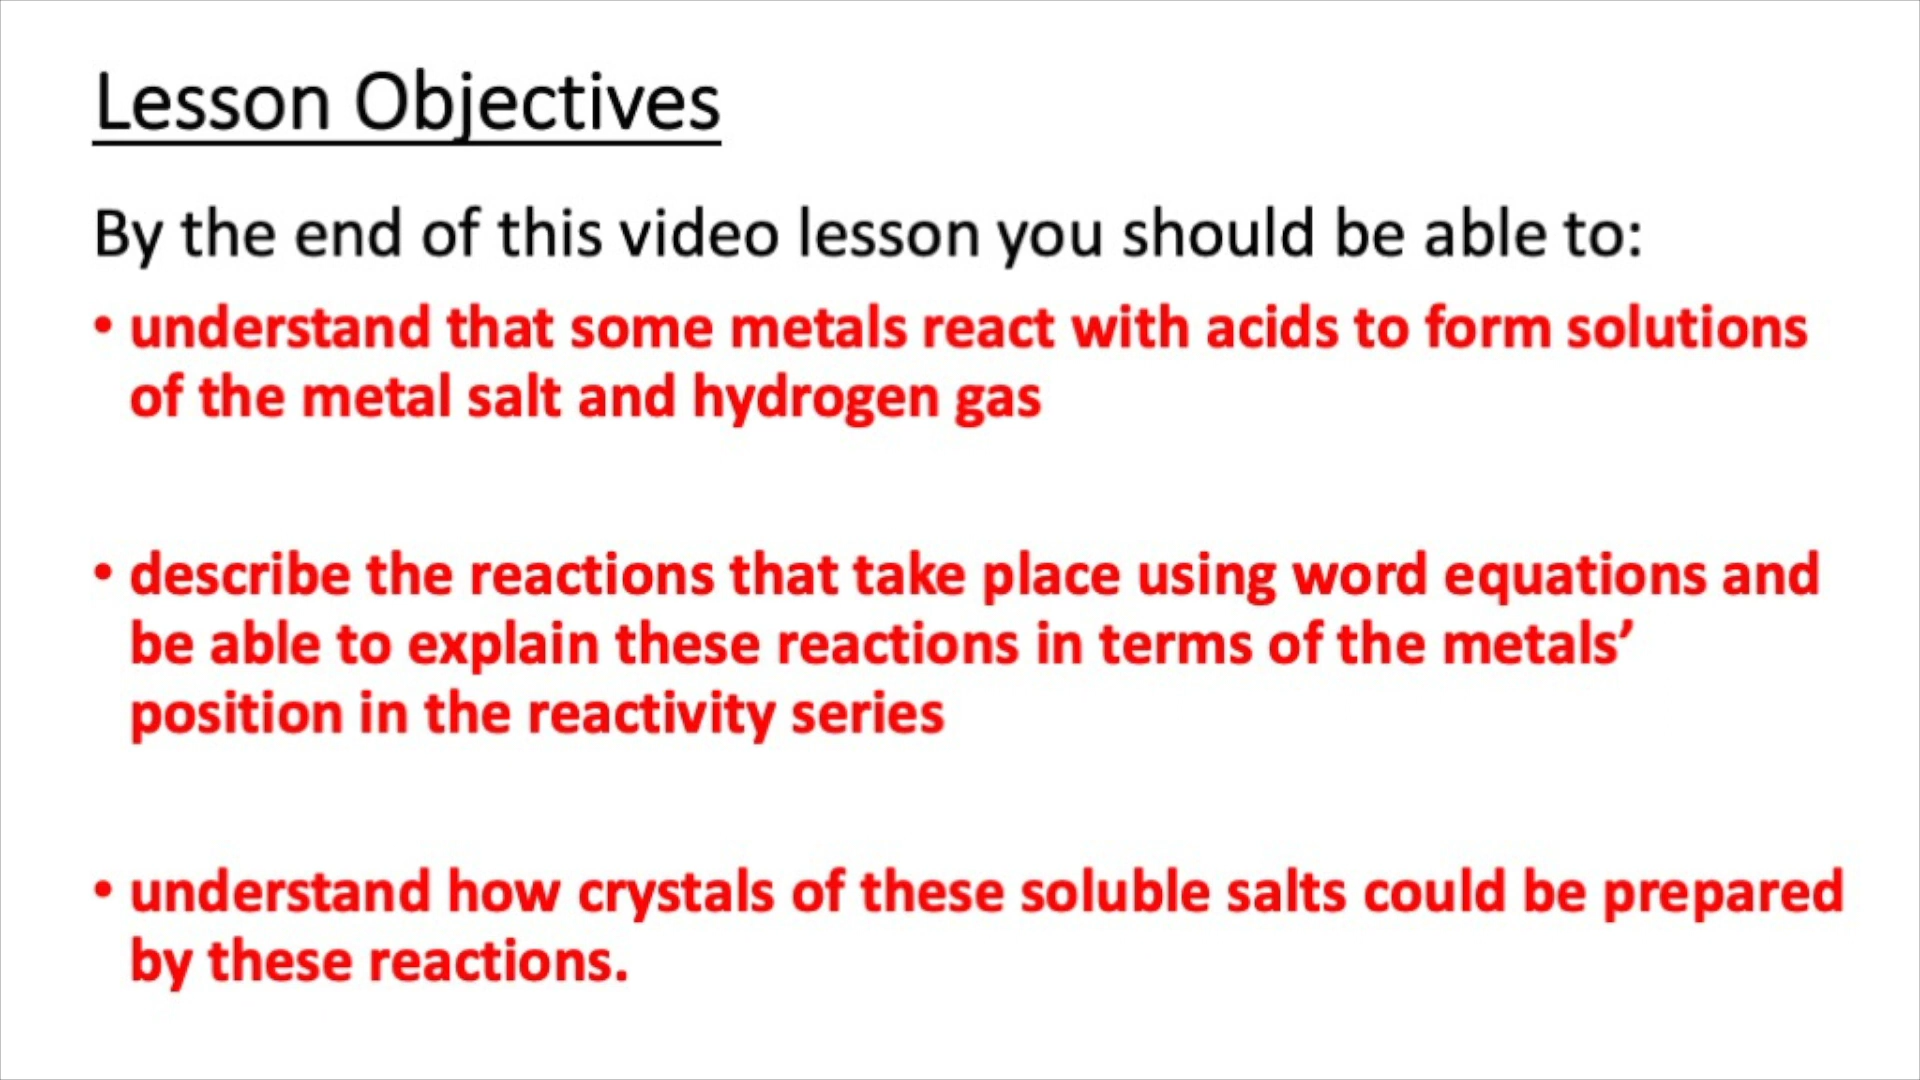 Lesson Objectives
By the end of this video lesson you should be able to:
• understand that some metals react with acids to form solutions
of the metal salt and hydrogen gas
• describe the reactions that take place using word equations and
be able to explain these reactions in terms of the metals’
position in the reactivity series
• understand how crystals of these soluble salts could be prepared
by these reactions.